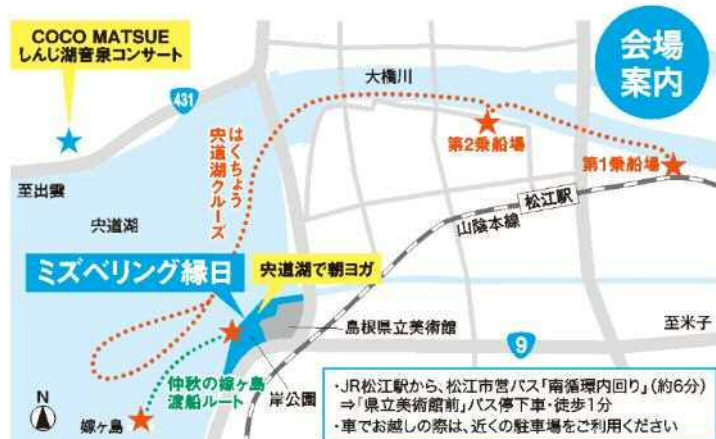 COCO MATSUE
しんじ湖音泉コンサート
会場
案内
431
大橋川
はくちょう
宍道湖クルーズ
第2乗船場
第1乗船場
至出雲
松江駅
山陰本線
宍道湖
ミズベリング縁日
宍道湖で朝ヨガ
島根県立美術館
至米子
9
仲秋の嫁ヶ島
渡船ルート
岸公園
N
嫁ヶ島
・JR松江駅から、松江市営バス「南循環内回り」(約6分)
⇒「県立美術館前」バス停下車・徒歩1分
・車でお越しの際は、近くの駐車場をご利用ください